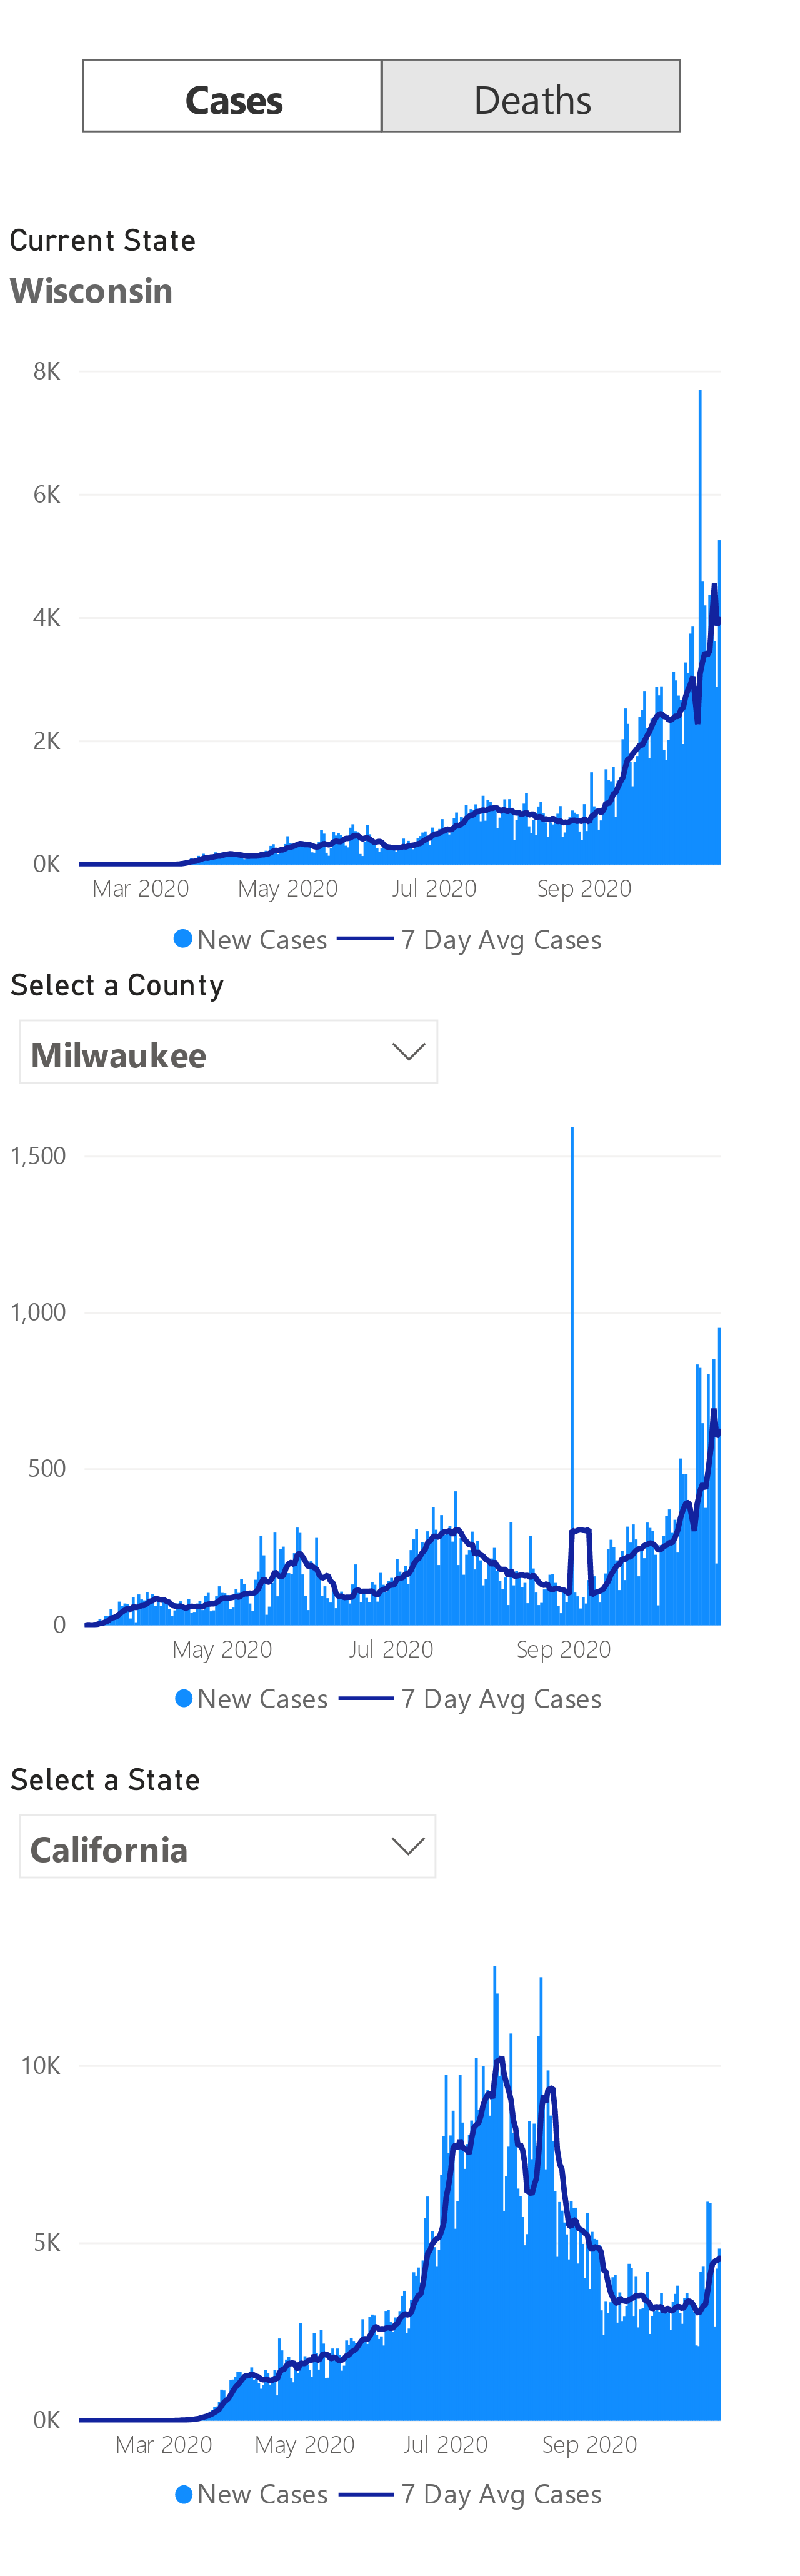 Cases Deaths
Current State
Wisconsin
8K
6K
4K
2K
0K
Mar 2020 May 2020 Jul 2020 Sep 2020
New Cases 7 Day Avg Cases
Select a County
Milwaukee
1,500
1,000
500
0
May 2020 Jul 2020 Sep 2020
New Cases 7 Day Avg Cases
Select a State
California
10K
5K
0K
Mar 2020 May 2020 Jul 2020 Sep 2020
New Cases 7 Day Avg Cases